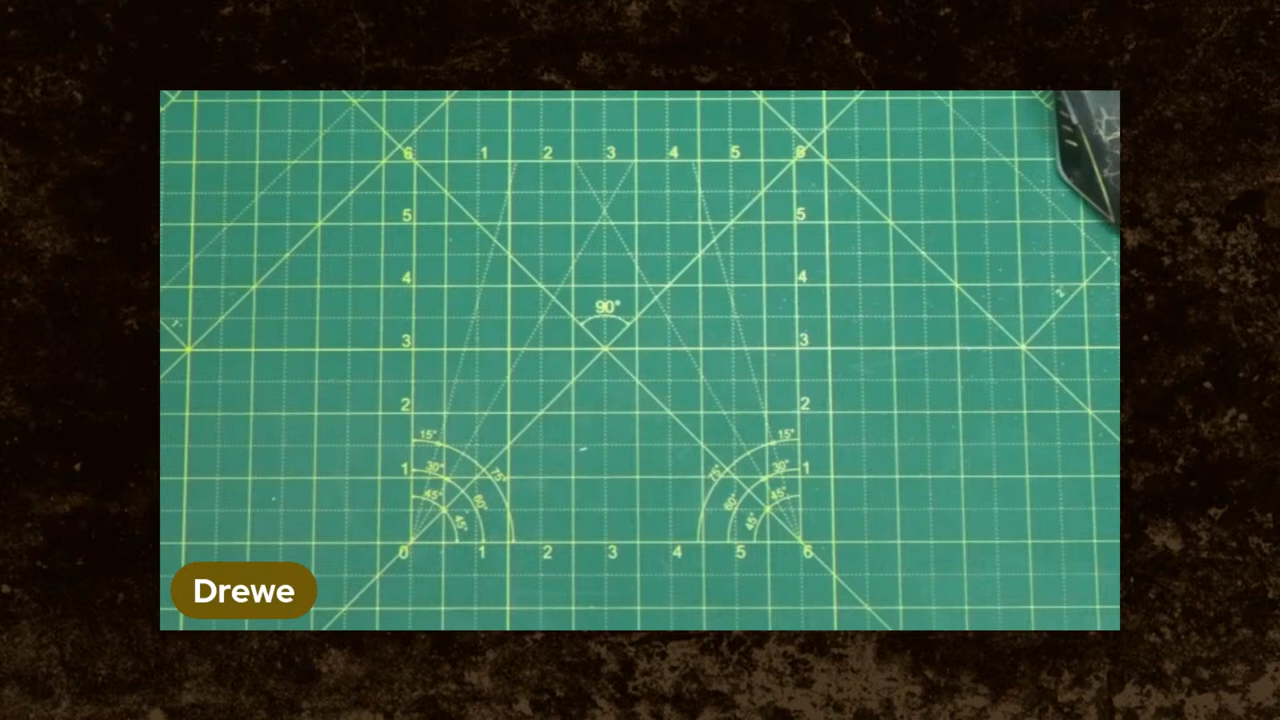 6 1 2 3 4 5
5 5
4 4
2
90°
3 3
2 2
15° 15°
1 30° 75° 75° 30° 1
45° 60° 60° 45°
45° 45°
0 1 2 3 4 5 6
Drewe